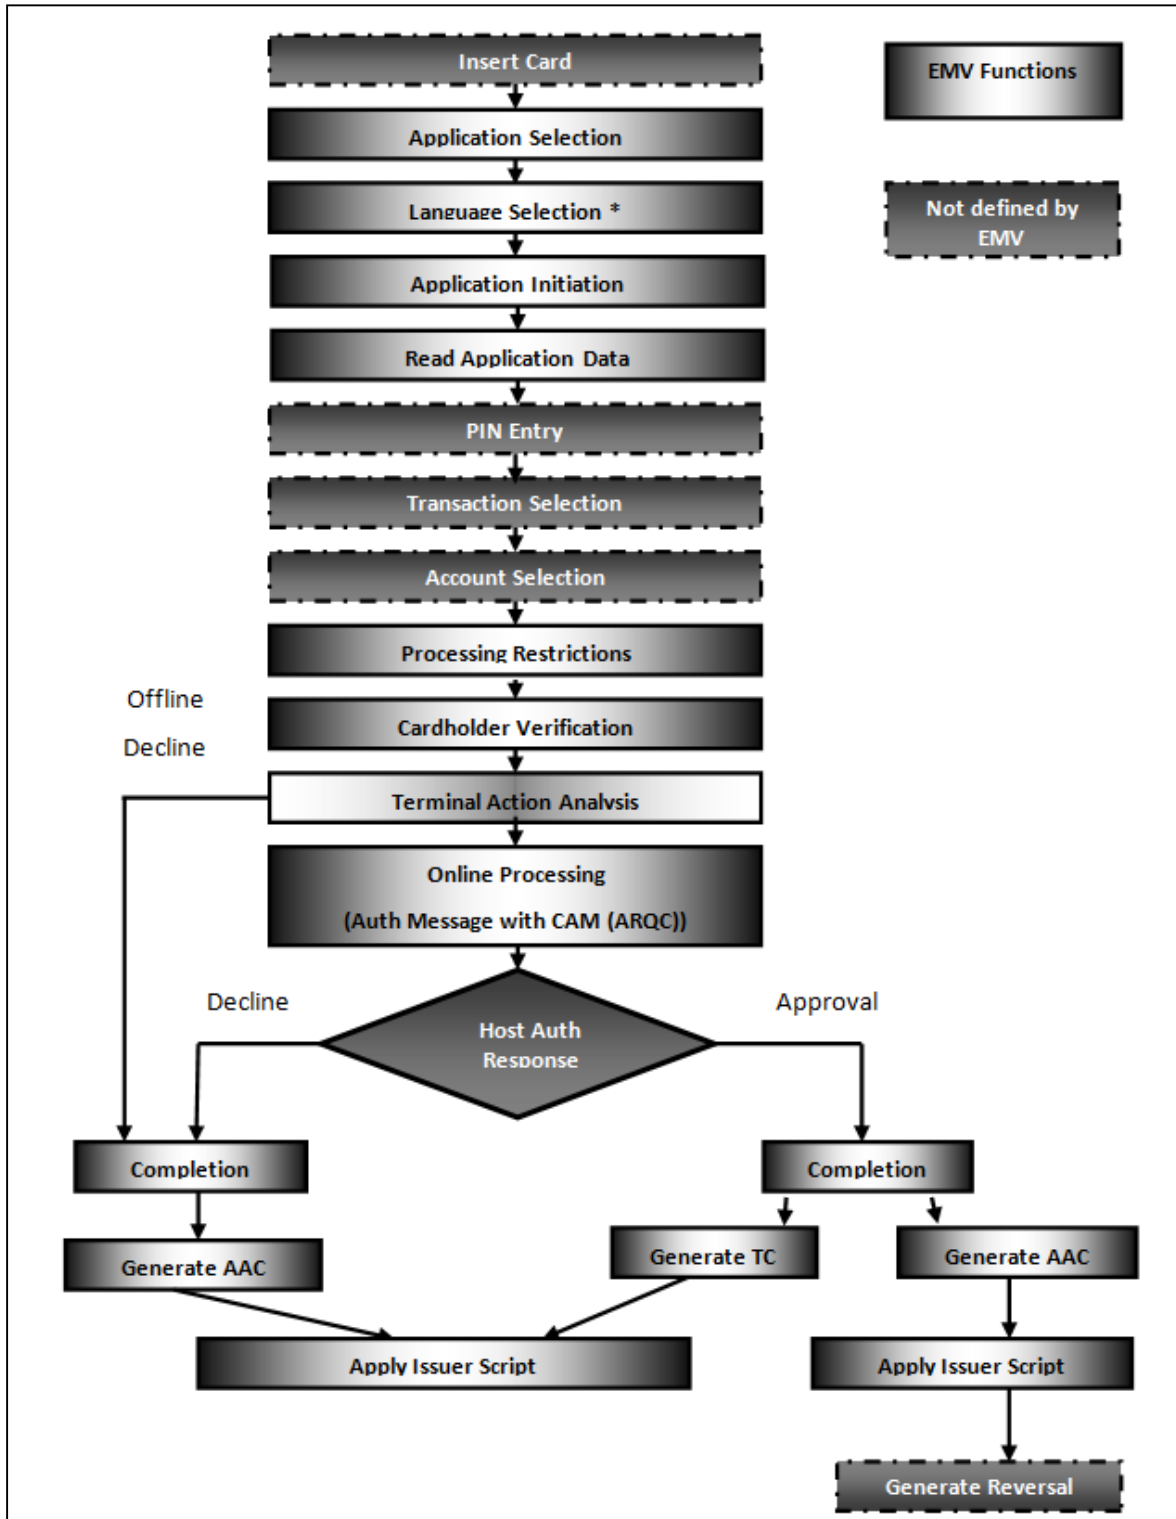 Insert Card
EMV Functions
Application Selection
Language Selection *
Not defined by
EMV
Application Initiation
Read Application Data
PIN Entry
Transaction Selection
Account Selection
Processing Restrictions
Offline
Decline
Cardholder Verification
Terminal Action Analysis
Online Processing
(Auth Message with CAM (ARQC))
Decline
Approval
Host Auth
Response
Completion
Completion
Generate AAC
Generate TC
Generate AAC
Apply Issuer Script
Apply Issuer Script
Generate Reversal